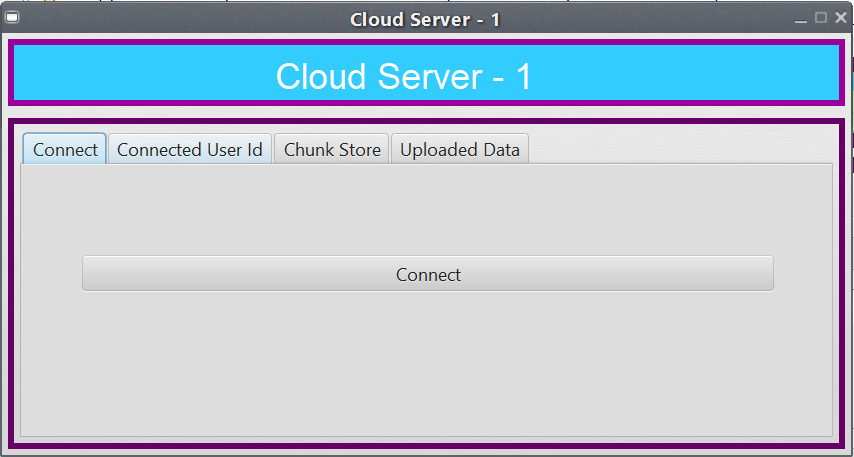 Cloud Server - 1
Cloud Server - 1
Connect Connected User Id Chunk Store Uploaded Data
Connect